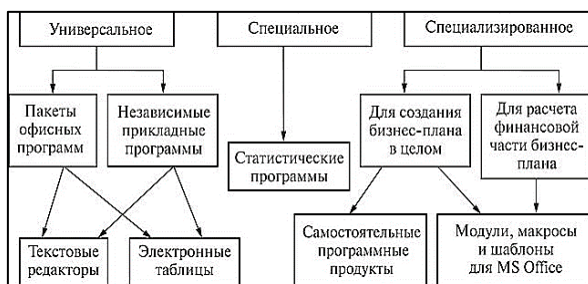 Универсальное
Специальное
Специализированное
Пакеты
офисных
программ
Независимые
прикладные
программы
Статистические
программы
Для создания
бизнес-плана
в целом
Для расчета
финансовой
части бизнес-
плана
Текстовые
редакторы
Электронные
таблицы
Самостоятельные
программные
продукты
Модули, макросы
и шаблоны
для MS Office